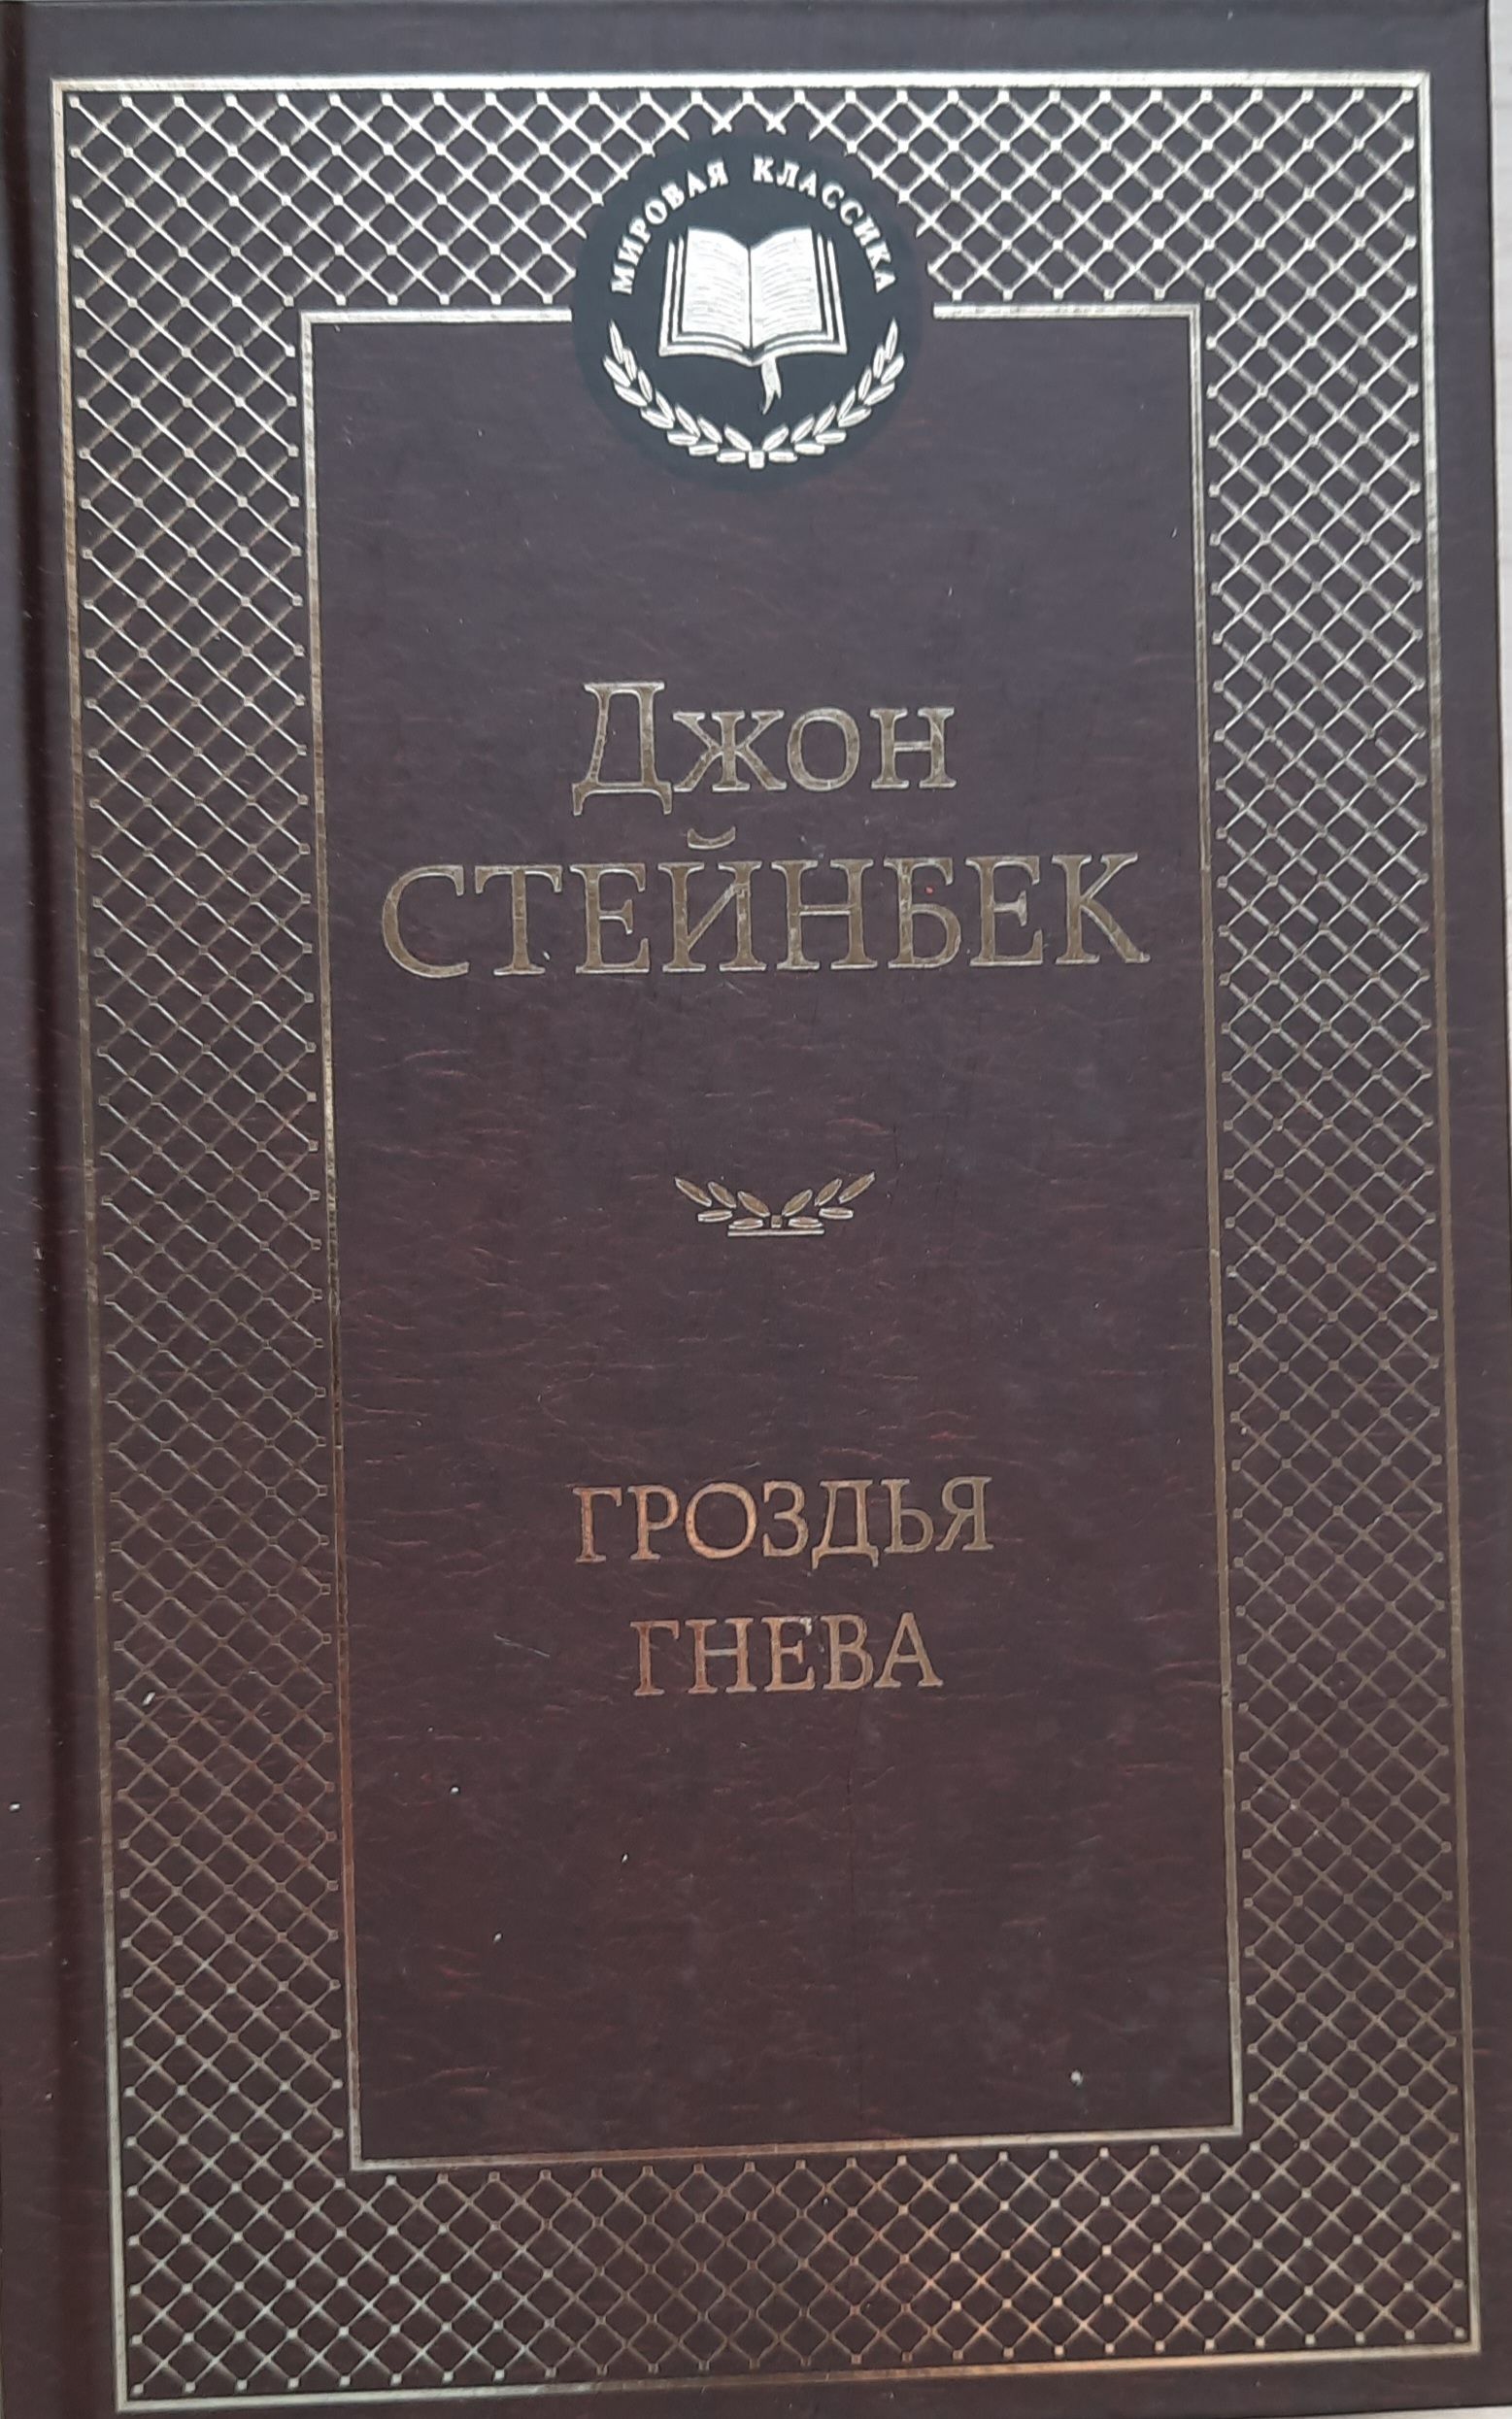 МИРОВАЯ КЛАССИКА
Джон
СТЕЙНБЕК
ГРОЗДЬЯ
ГНЕВА